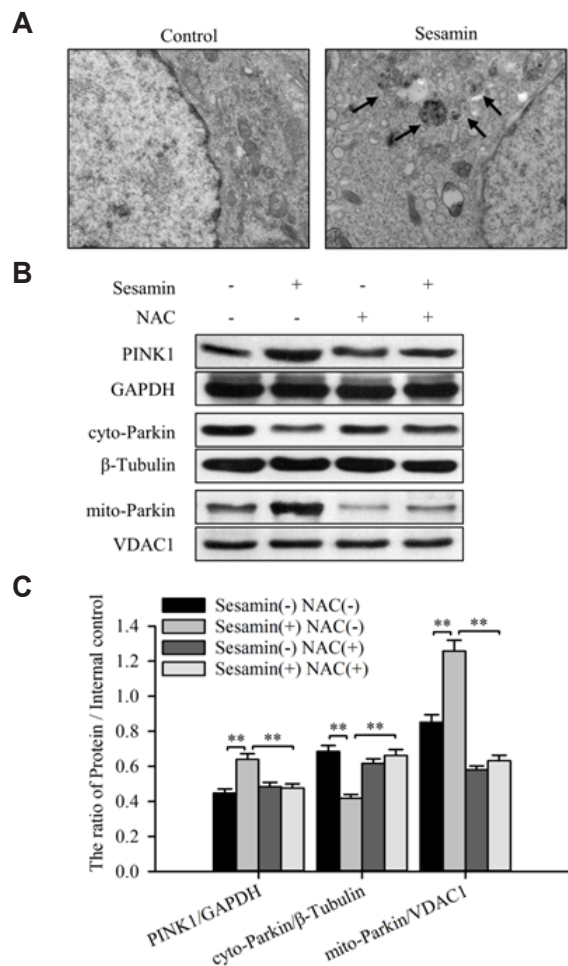 A
Control Sesamin
B
Sesamin - + - +
NAC - - + +
PINK1
GAPDH
cyto-Parkin
β-Tubulin
mito-Parkin
VDAC1
C
Sesamin(-) NAC(-)
Sesamin(+) NAC(-)
Sesamin(-) NAC(+)
Sesamin(+) NAC(+)
The ratio of Protein / Internal control
1.4
1.2
1.0
0.8
0.6
0.4
0.2
0.0
** ** ** ** ** **
PINK1/GAPDH
cyto-Parkin/β-Tubulin
mito-Parkin/VDAC1